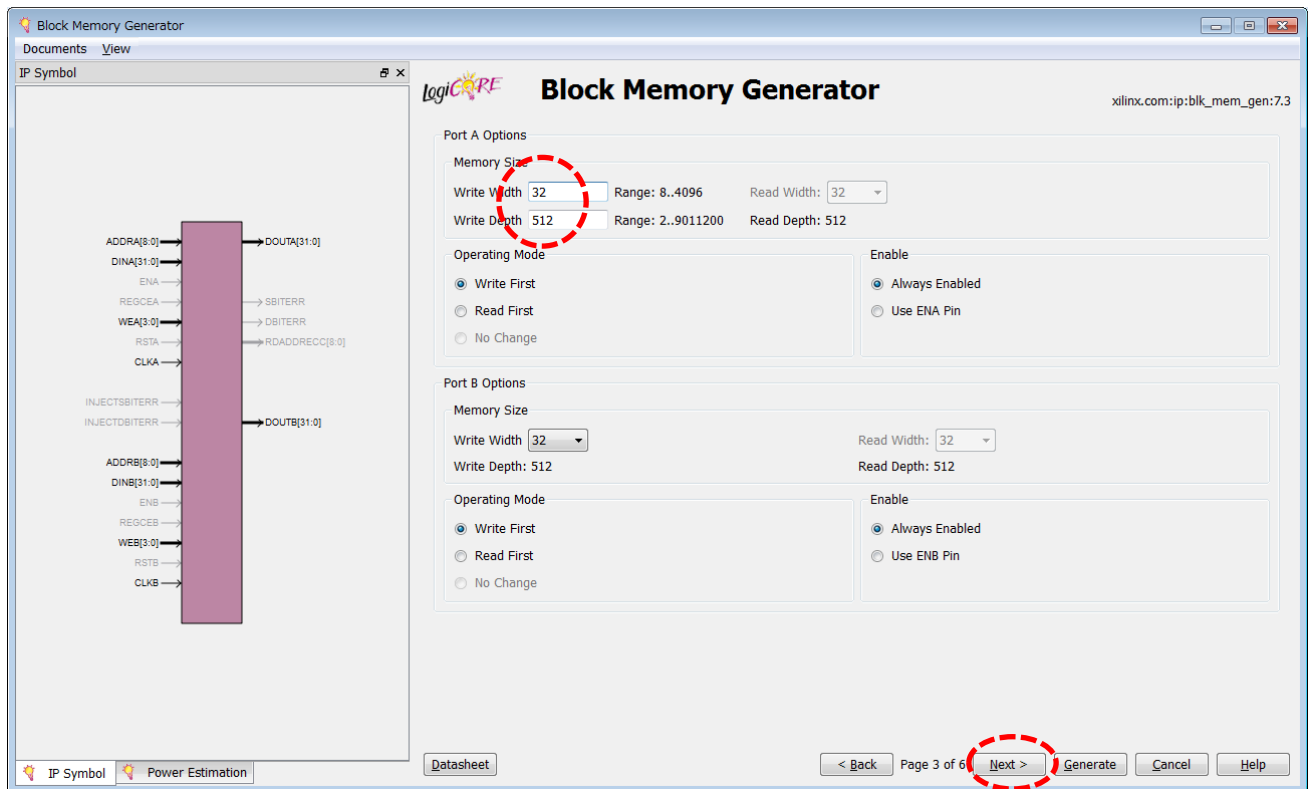 Block Memory Generator
Documents View
IP Symbol
ADDRA[8:0]
DOUTA[31:0]
DINA[31:0]
ENA
REGCEA
SBITERR
WEA[3:0]
DBITERR
RSTA
RDADDRECC[8:0]
CLKA
INJECTSBITERR
INJECTDBITERR
DOUTB[31:0]
ADDRB[8:0]
DINB[31:0]
ENB
REGCEB
WEB[3:0]
RSTB
CLKB
IP Symbol Power Estimation
LogiCORE
Block Memory Generator
xilinx.com:ip:blk_mem_gen:7.3
Port A Options
Memory Size
Write Width 32 Range: 8..4096 Read Width: 32
Write Depth 512 Range: 2..9011200 Read Depth: 512
Operating Mode Enable
Write First Always Enabled
Read First Use ENA Pin
No Change
Port B Options
Memory Size
Write Width 32 Read Width: 32
Write Depth: 512 Read Depth: 512
Operating Mode Enable
Write First Always Enabled
Read First Use ENB Pin
No Change
Datasheet < Back Page 3 of 6 Next > Generate Cancel Help